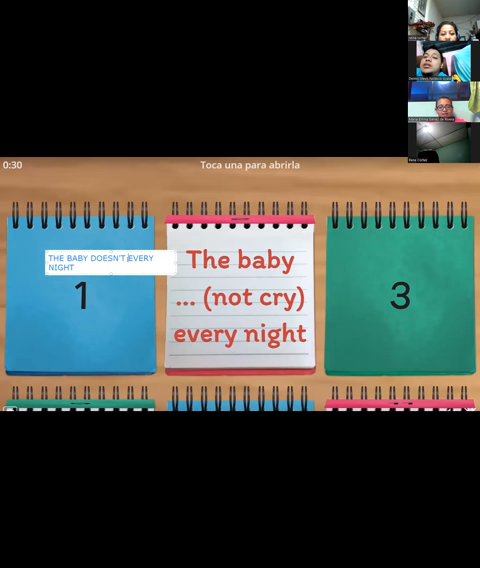 0:30
Toca una para abrirla
THE BABY DOESN'T EVERY
NIGHT
1
The baby
... (not cry)
every night
3